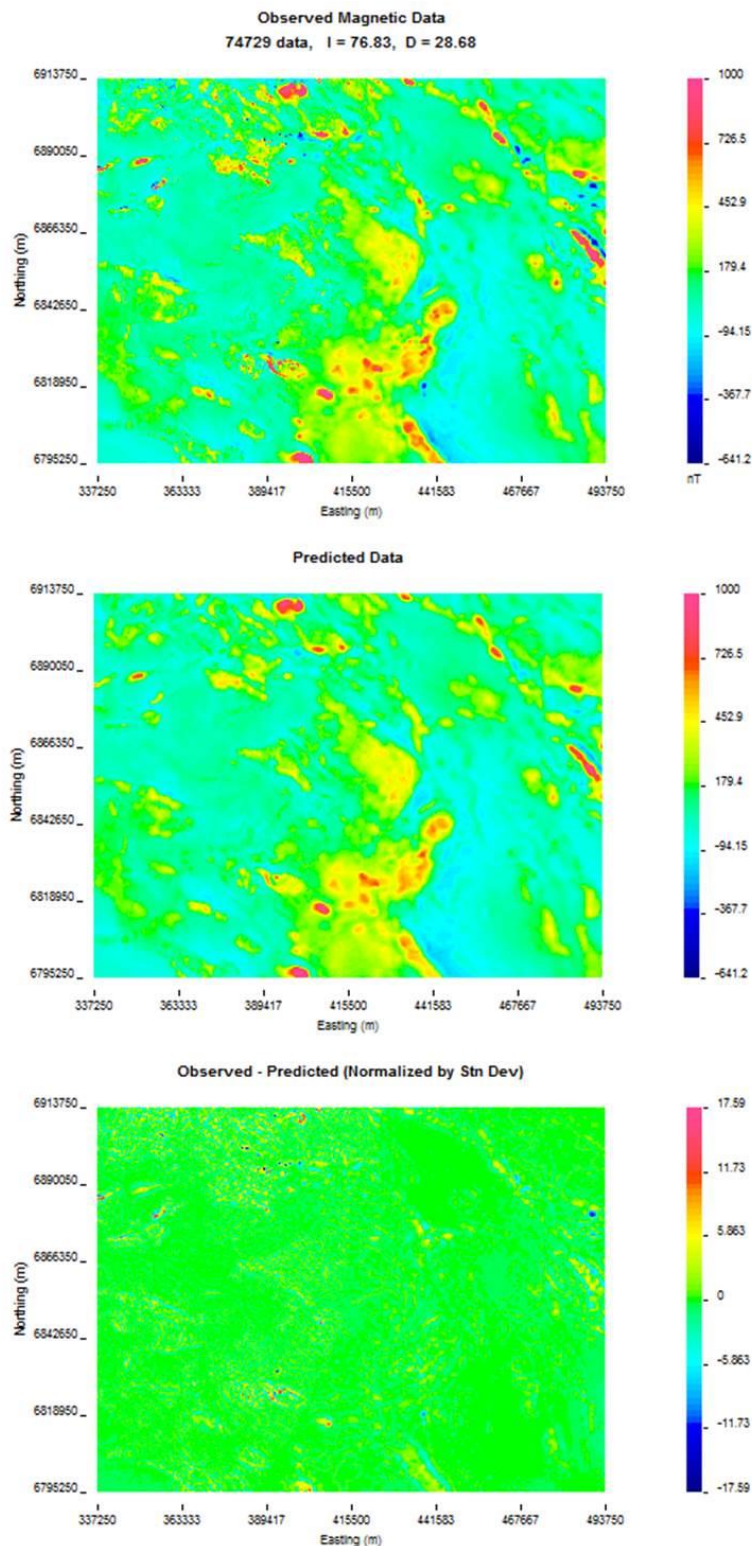 Observed Magnetic Data
74729 data, I = 76.83, D = 28.68
6913750
6890050
6866350
6842650
6818950
6795250
Northing (m)
337250 363333 389417 415500 441583 467667 493750
Easting (m)
1000
726.5
452.9
179.4
-94.15
-367.7
-641.2
nT
Predicted Data
6913750
6890050
6866350
6842650
6818950
6795250
Northing (m)
337250 363333 389417 415500 441583 467667 493750
Easting (m)
1000
726.5
452.9
179.4
-94.15
-367.7
-641.2
Observed - Predicted (Normalized by Stn Dev)
6913750
6890050
6866350
6842650
6818950
6795250
Northing (m)
337250 363333 389417 415500 441583 467667 493750
Easting (m)
17.59
11.73
5.863
0
-5.863
-11.73
-17.59